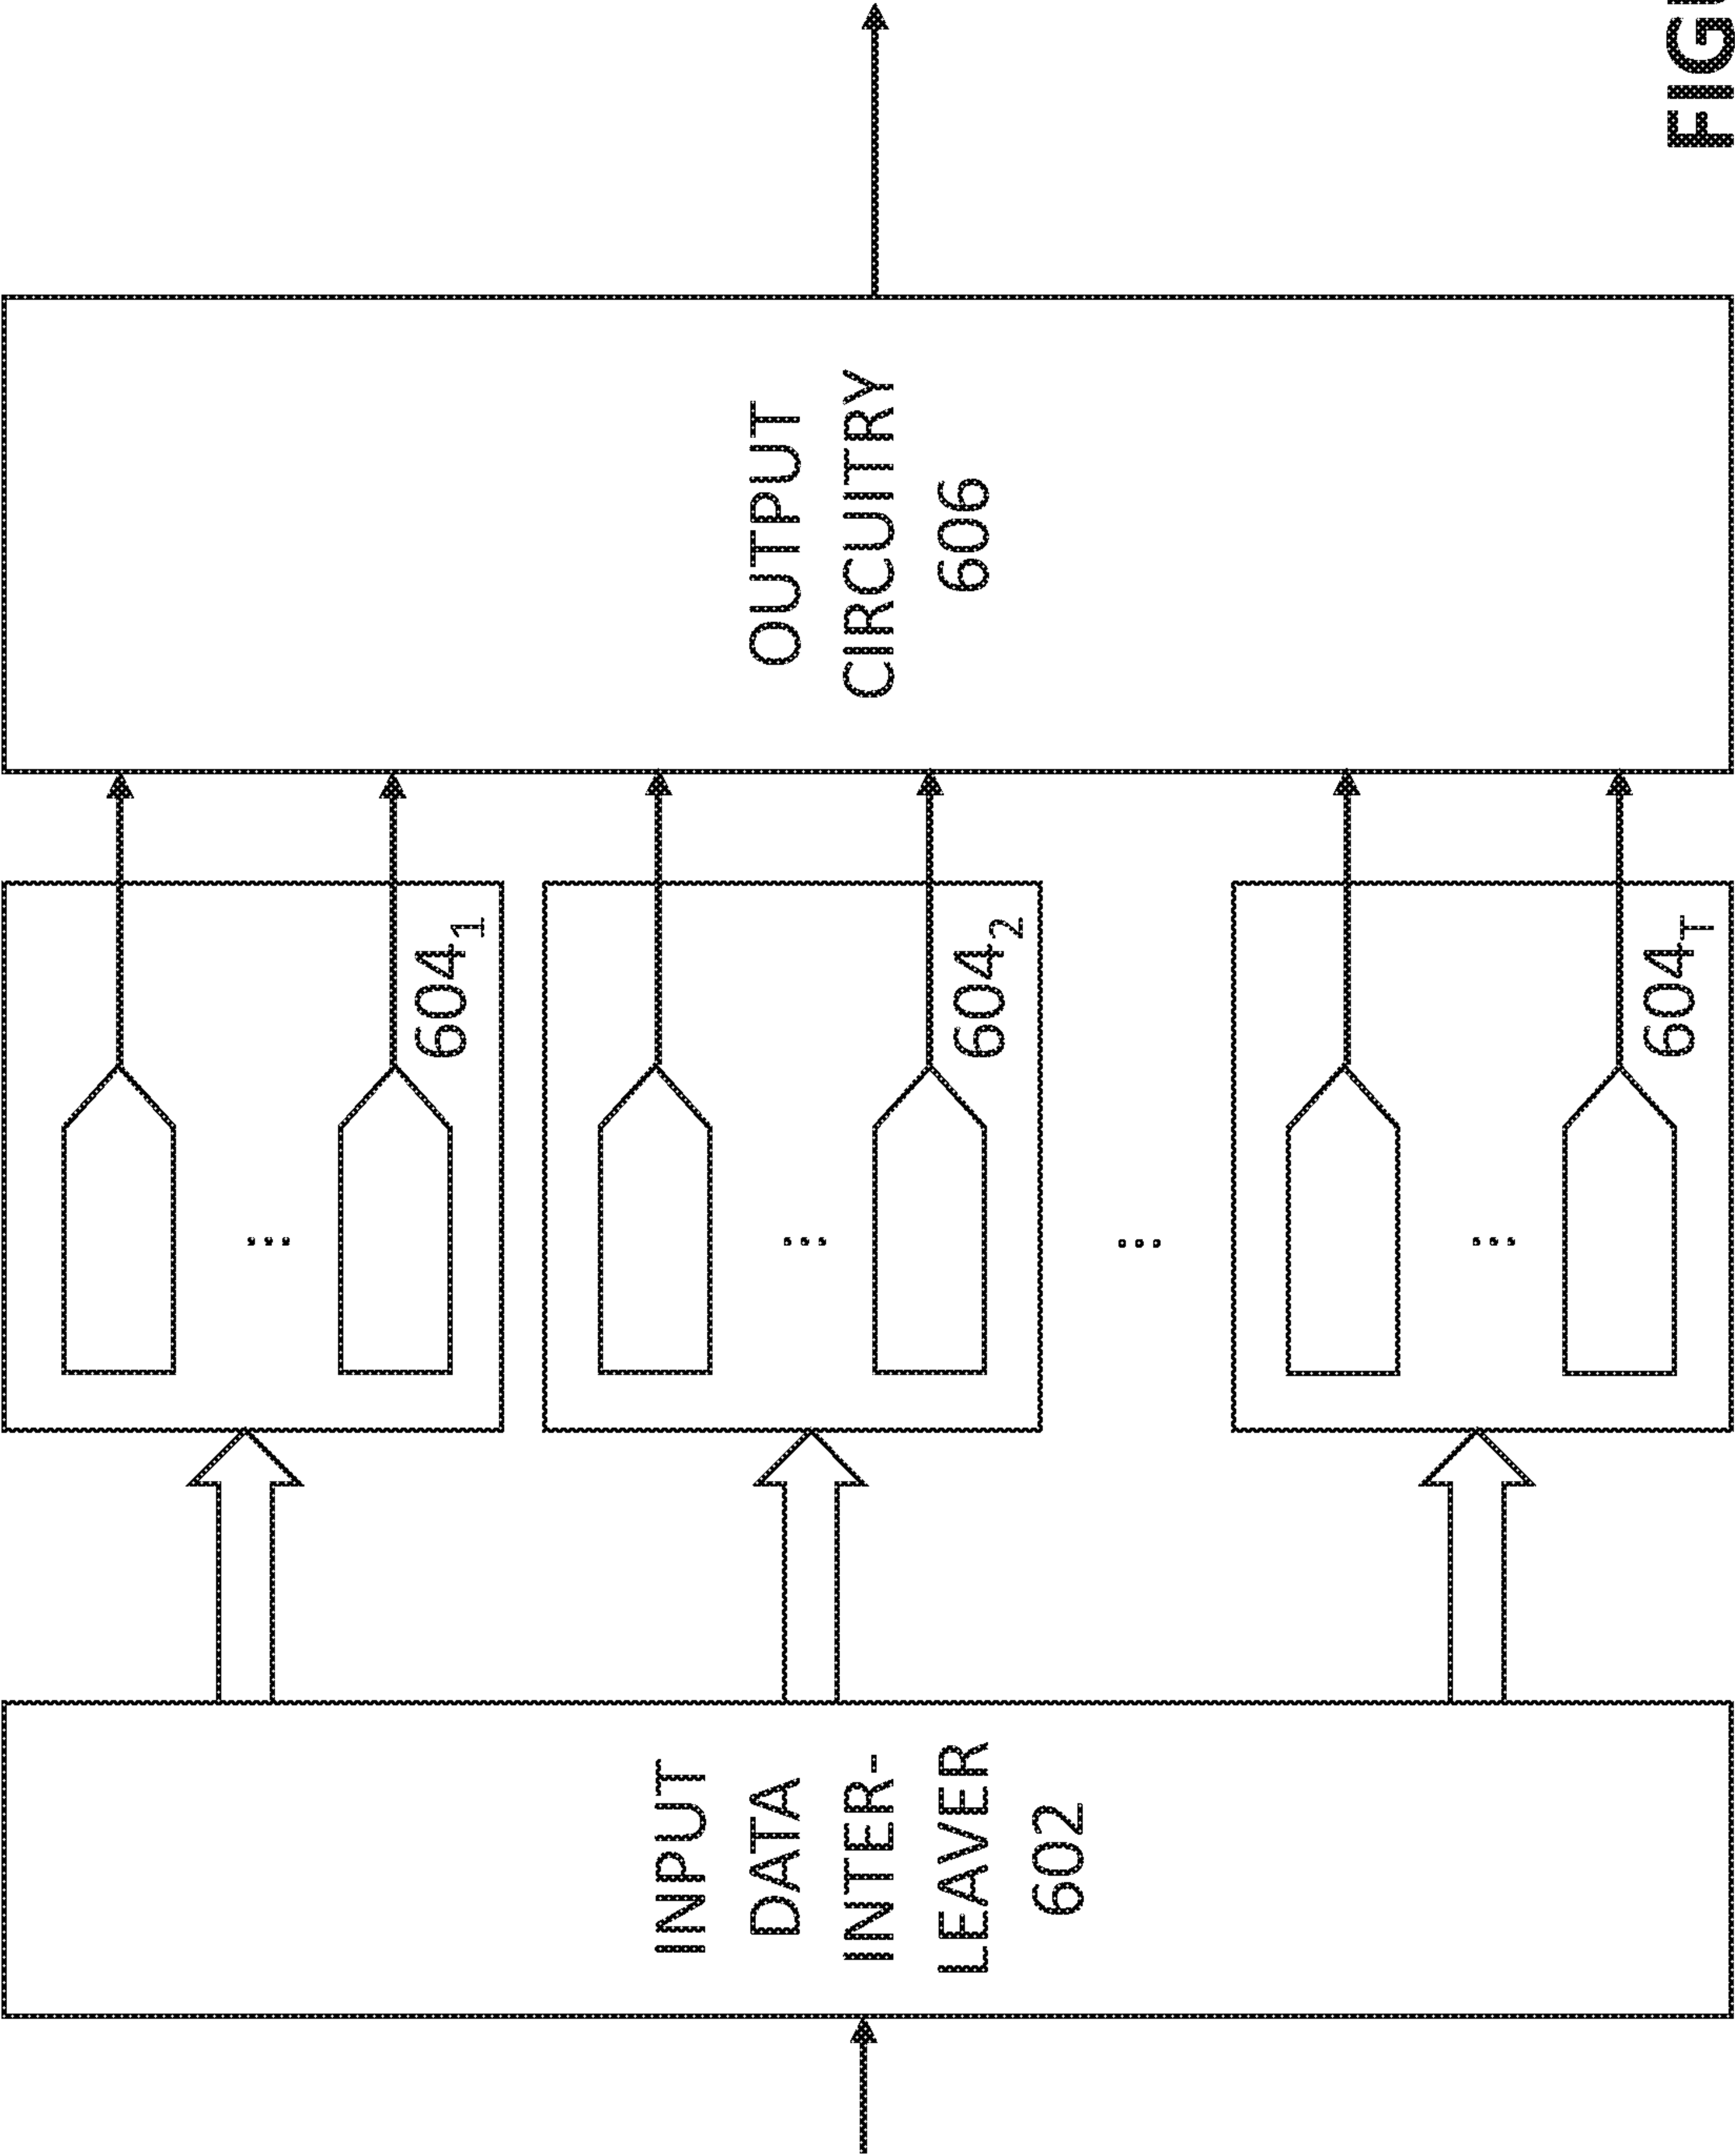 INPUT
DATA
INTER-
LEAVER
602
...
604₁
...
604₂
...
...
604T
OUTPUT
CIRCUITRY
606